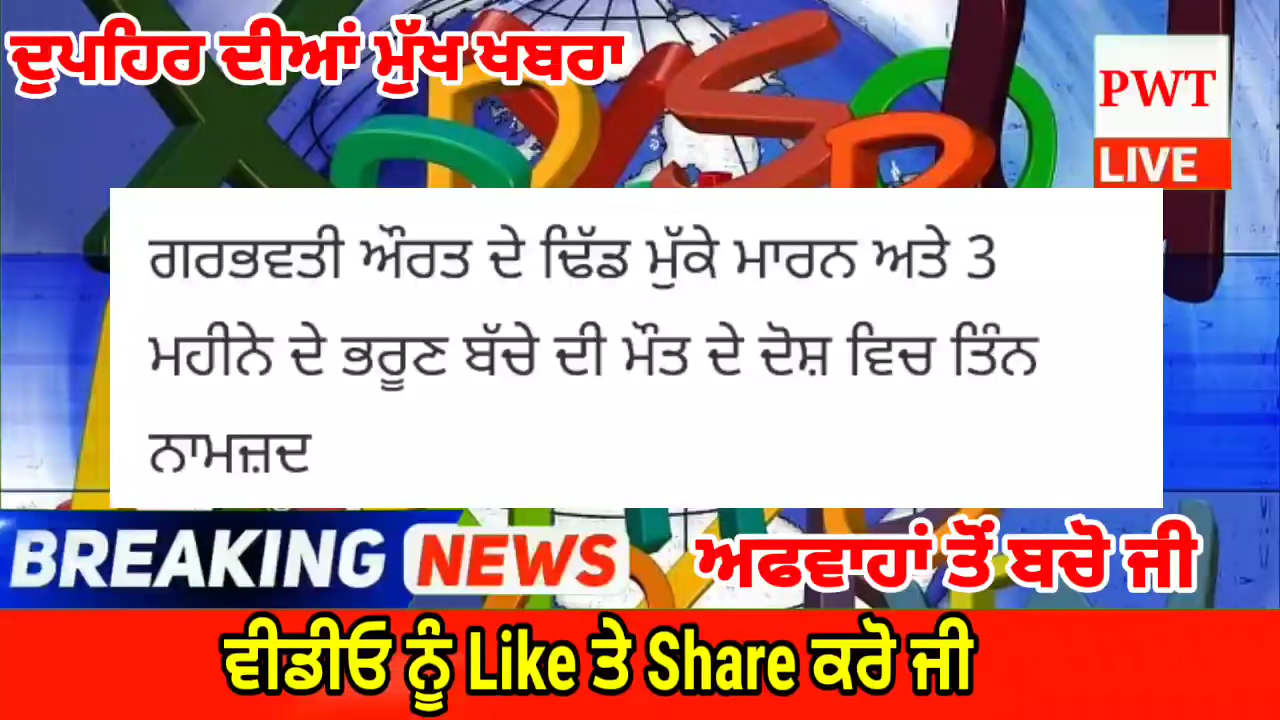 ਦੁਪਹਿਰ ਦੀਆਂ ਮੁੱਖ ਖਬਰਾ
PWT
LIVE
ਗਰਭਵਤੀ ਔਰਤ ਦੇ ਢਿੱਡ ਮੁੱਕੇ ਮਾਰਨ ਅਤੇ 3
ਮਹੀਨੇ ਦੇ ਭਰੂਣ ਬੱਚੇ ਦੀ ਮੌਤ ਦੇ ਦੋਸ਼ ਵਿਚ ਤਿੰਨ
ਨਾਮਜ਼ਦ
BREAKING NEWS
ਅਫਵਾਹਾਂ ਤੋਂ ਬਚੋ ਜੀ
ਵੀਡੀਓ ਨੂੰ Like ਤੇ Share ਕਰੋ ਜੀ